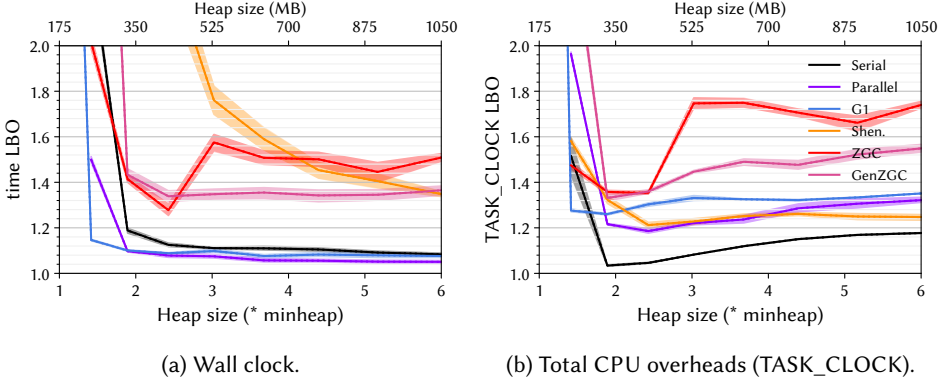 Heap size (MB)
175 350 525 700 875 1050
2.0
1.8
1.6
1.4
1.2
1.0
time LBO
1 2 3 4 5 6
Heap size (* minheap)
(a) Wall clock.
Heap size (MB)
175 350 525 700 875 1050
2.0
1.8
1.6
1.4
1.2
1.0
TASK_CLOCK LBO
Serial
Parallel
G1
Shen.
ZGC
GenZGC
1 2 3 4 5 6
Heap size (* minheap)
(b) Total CPU overheads (TASK_CLOCK).